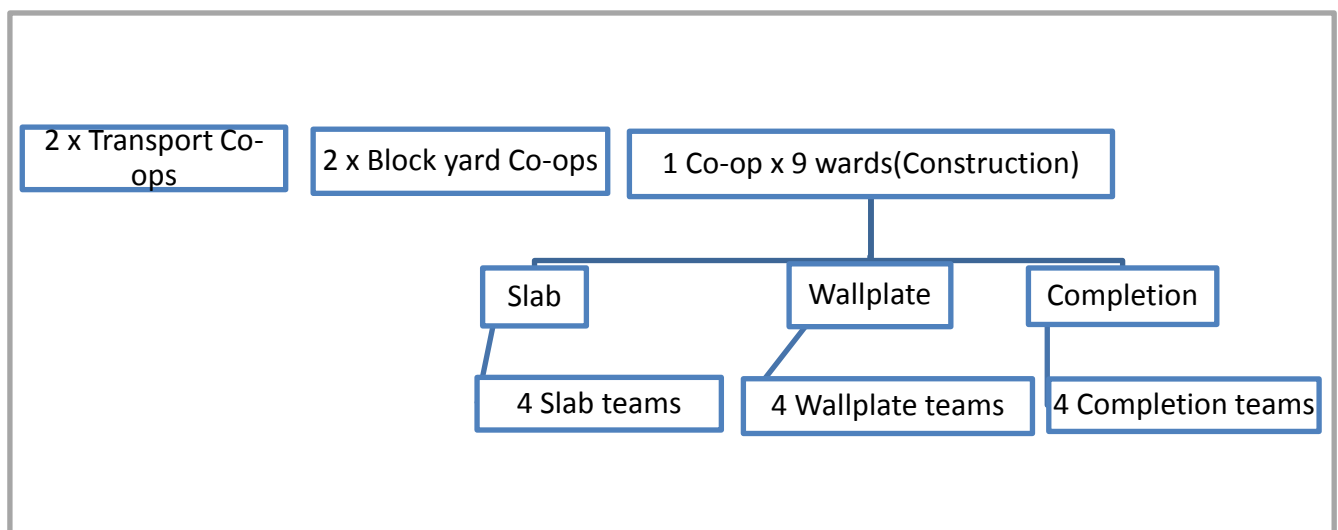 2 x Transport Co-
ops
2 x Block yard Co-ops
1 Co-op x 9 wards(Construction)
Slab
Wallplate
Completion
4 Slab teams
4 Wallplate teams
4 Completion teams